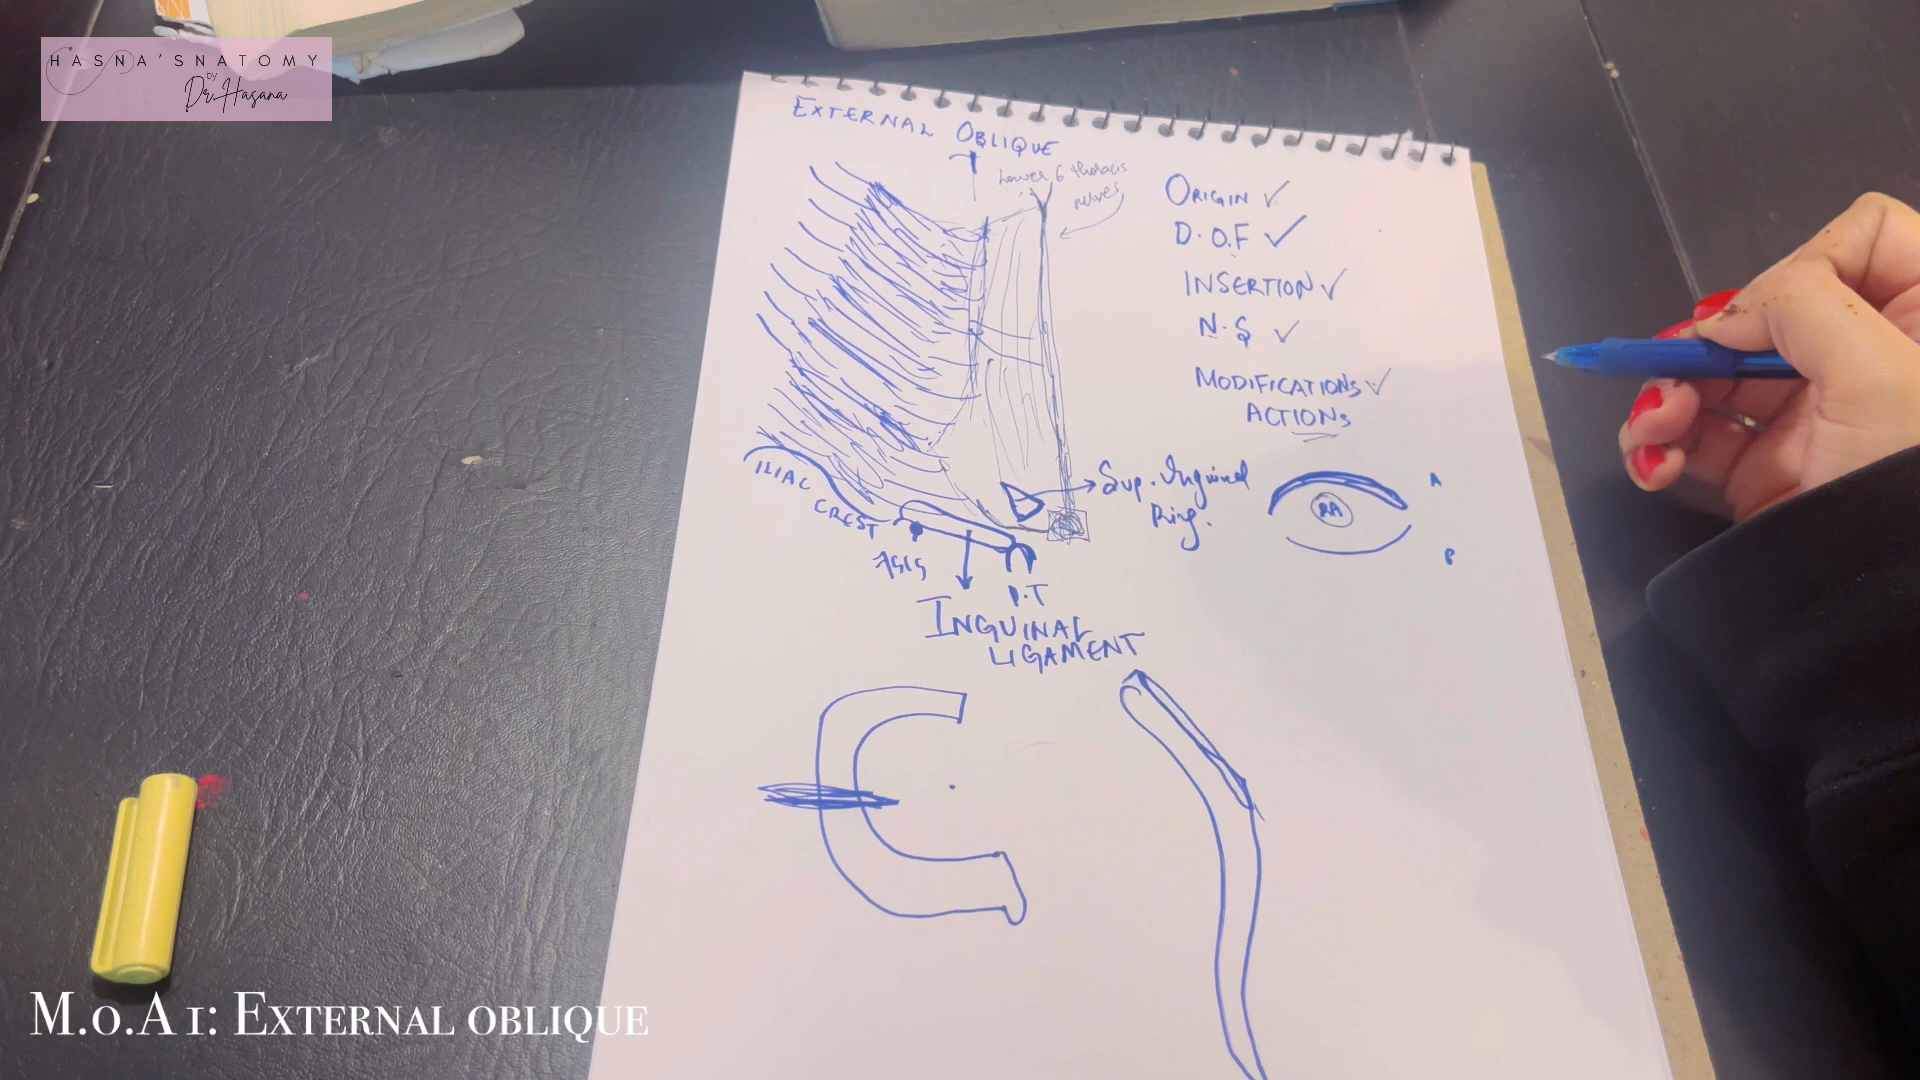 HASNA'SNATOMY
by
Dr.Hasana
EXTERNAL OBLIQUE
Lower 6 thoracic
nerves
ORIGIN ✓
D.O.F ✓
INSERTION ✓
N.S ✓
MODIFICATIONS ✓
ACTIONS
ILIAC
CREST
ASIS
P.T
INGUINAL
LIGAMENT
Sup. Inguinal
Ring.
RA
A
P
M.O.A 1: EXTERNAL OBLIQUE